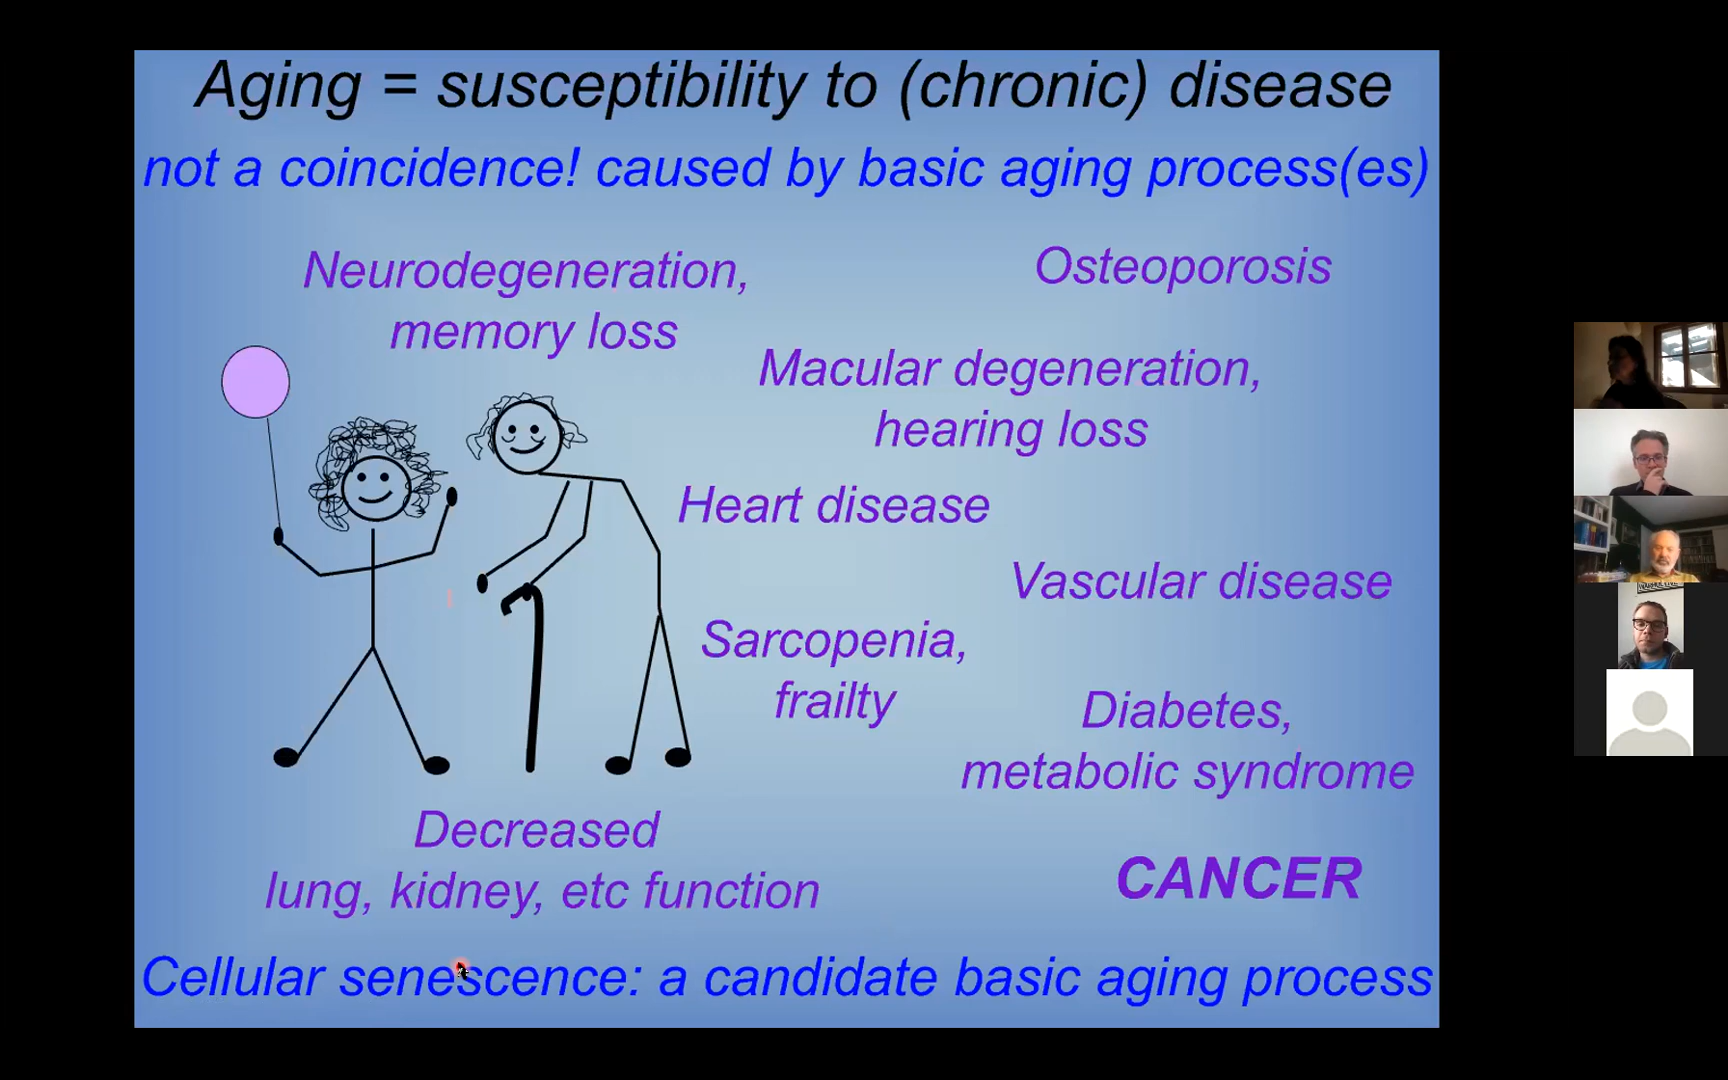 Aging = susceptibility to (chronic) disease
not a coincidence! caused by basic aging process(es)
Neurodegeneration,
memory loss
Osteoporosis
Macular degeneration,
hearing loss
Heart disease
Vascular disease
Sarcopenia,
frailty
Diabetes,
metabolic syndrome
Decreased
lung, kidney, etc function
CANCER
Cellular senescence: a candidate basic aging process